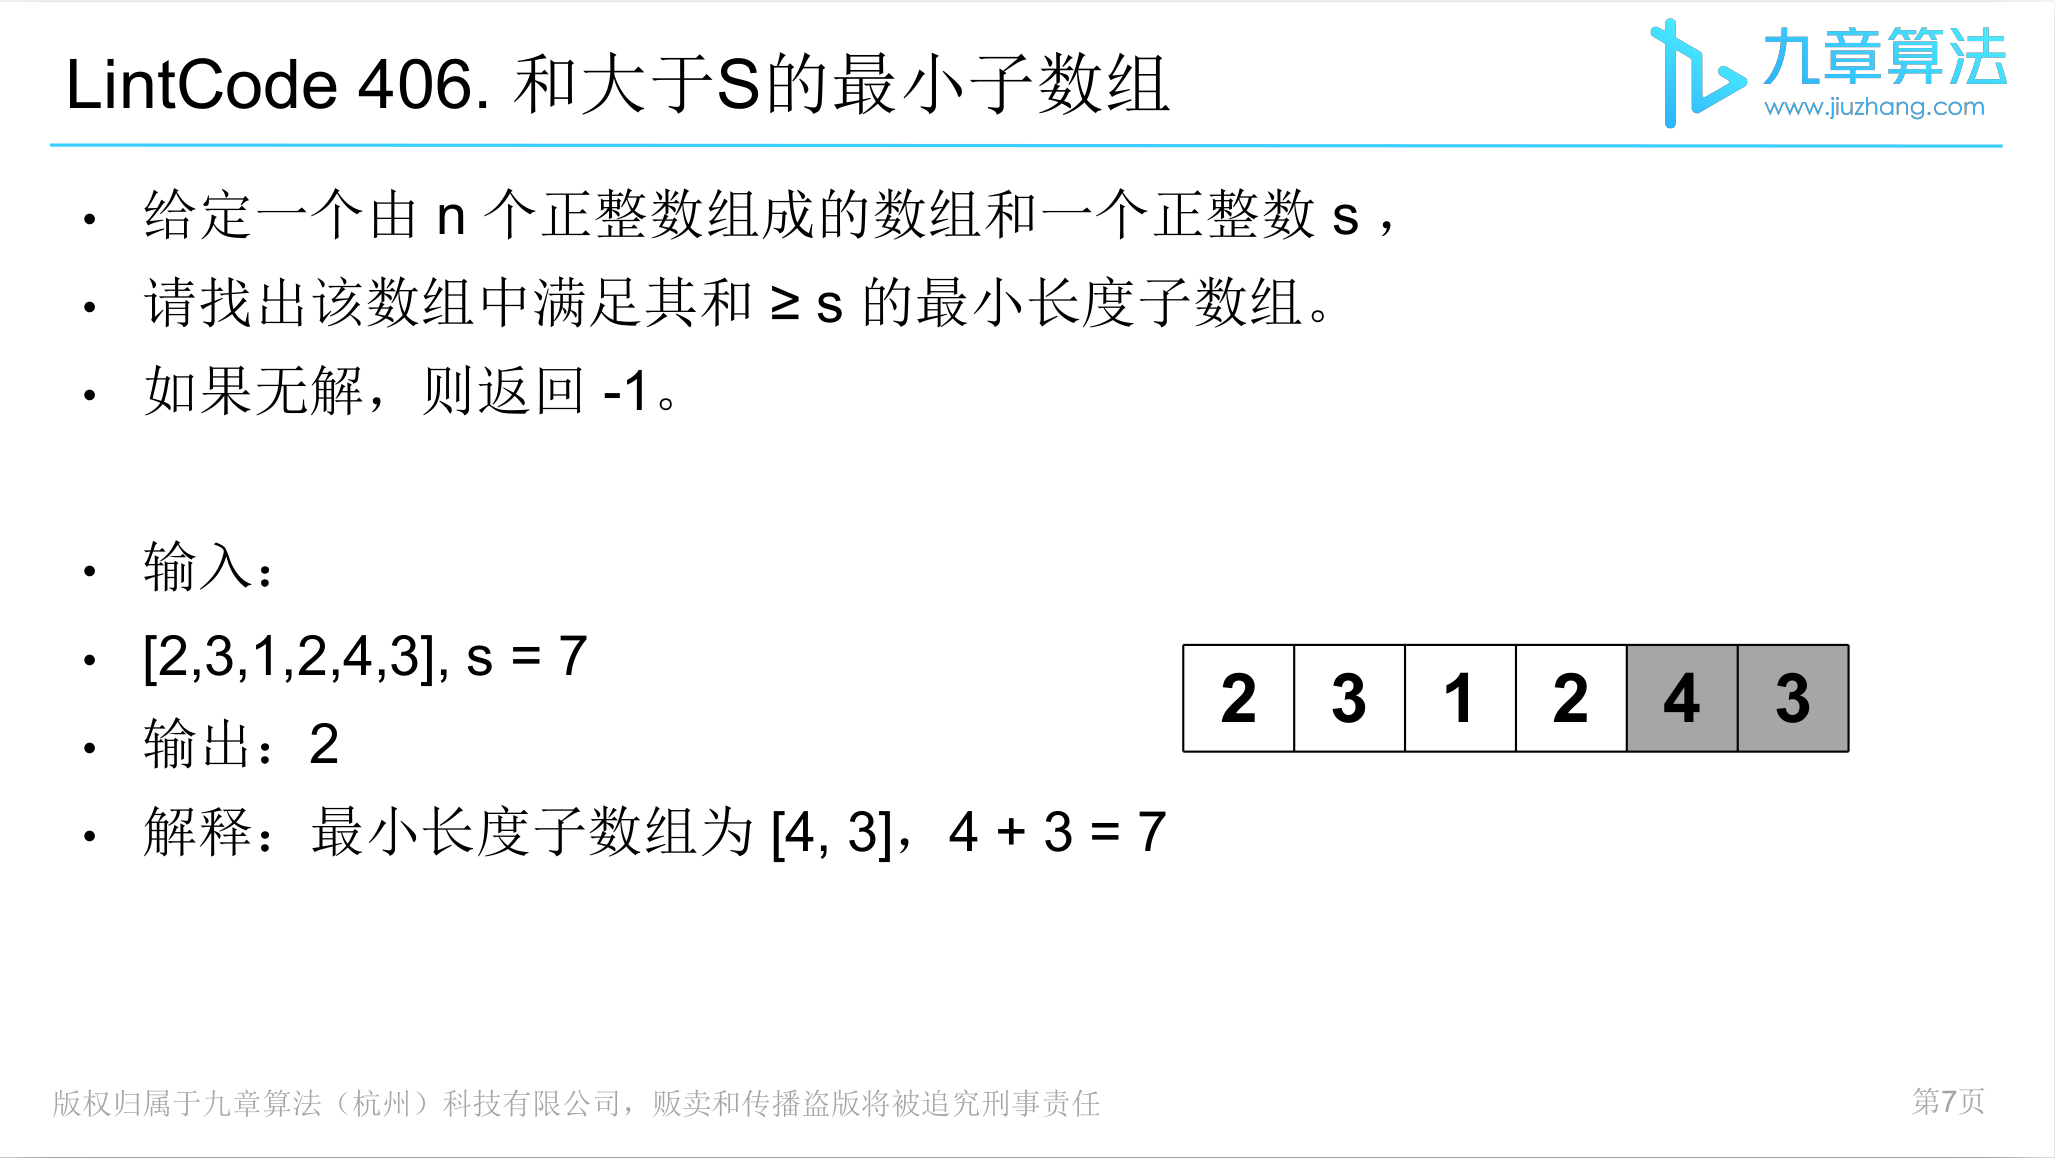 LintCode 406. 和大于S的最小子数组
九章算法
www.jiuzhang.com
• 给定一个由 n 个正整数组成的数组和一个正整数 s ，
• 请找出该数组中满足其和 ≥ s 的最小长度子数组。
• 如果无解，则返回 -1。
• 输入：
• [2,3,1,2,4,3], s = 7
• 输出：2
• 解释：最小长度子数组为 [4, 3]，4 + 3 = 7
2 3 1 2 4 3
版权归属于九章算法（杭州）科技有限公司，贩卖和传播盗版将被追究刑事责任
第7页